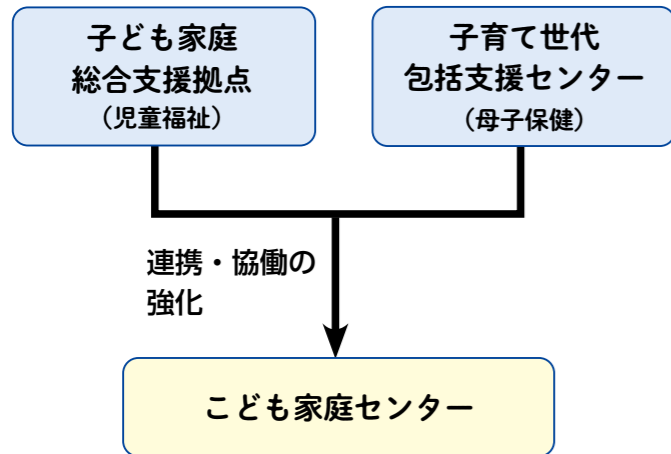 子ども家庭
総合支援拠点
（児童福祉）
子育て世代
包括支援センター
（母子保健）
連携・協働の
強化
こども家庭センター